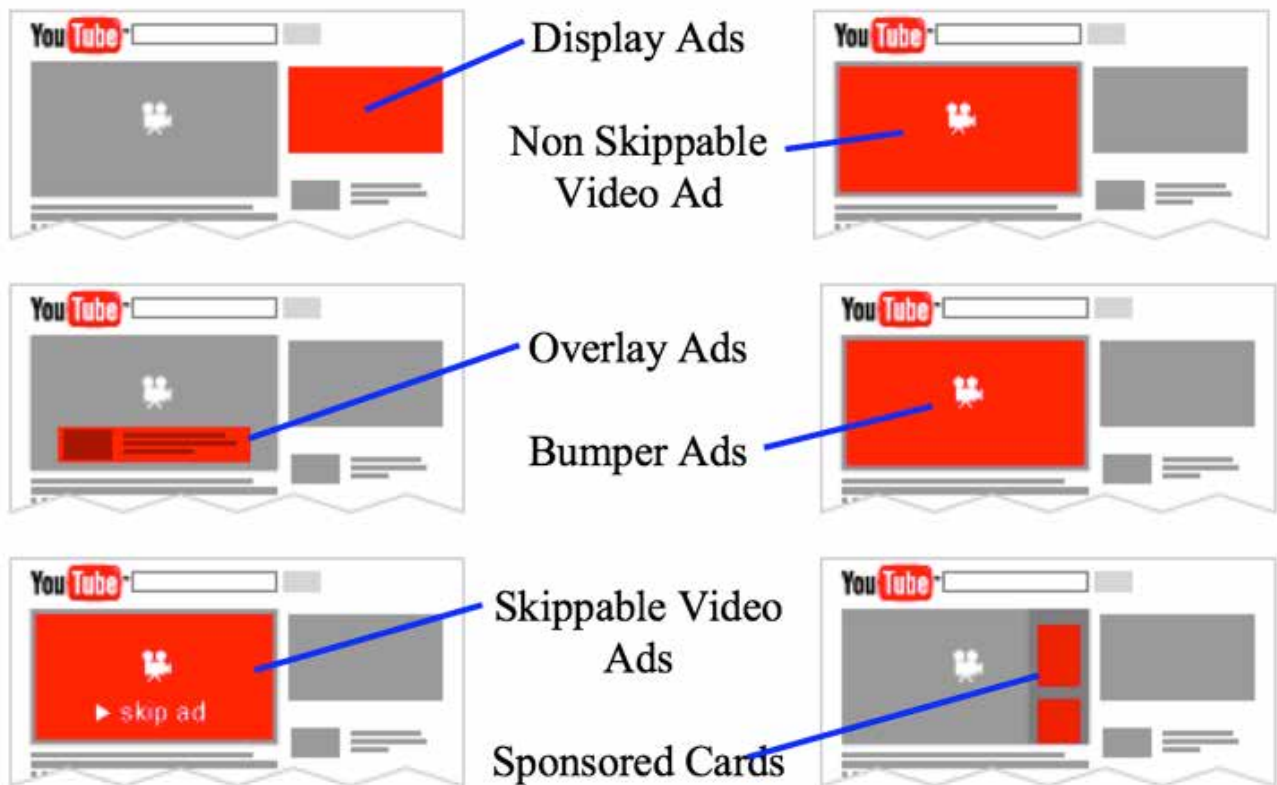 YouTube
Display Ads
YouTube
Non Skippable
Video Ad
YouTube
Overlay Ads
YouTube
Bumper Ads
YouTube
skip ad
Skippable Video
Ads
YouTube
Sponsored Cards